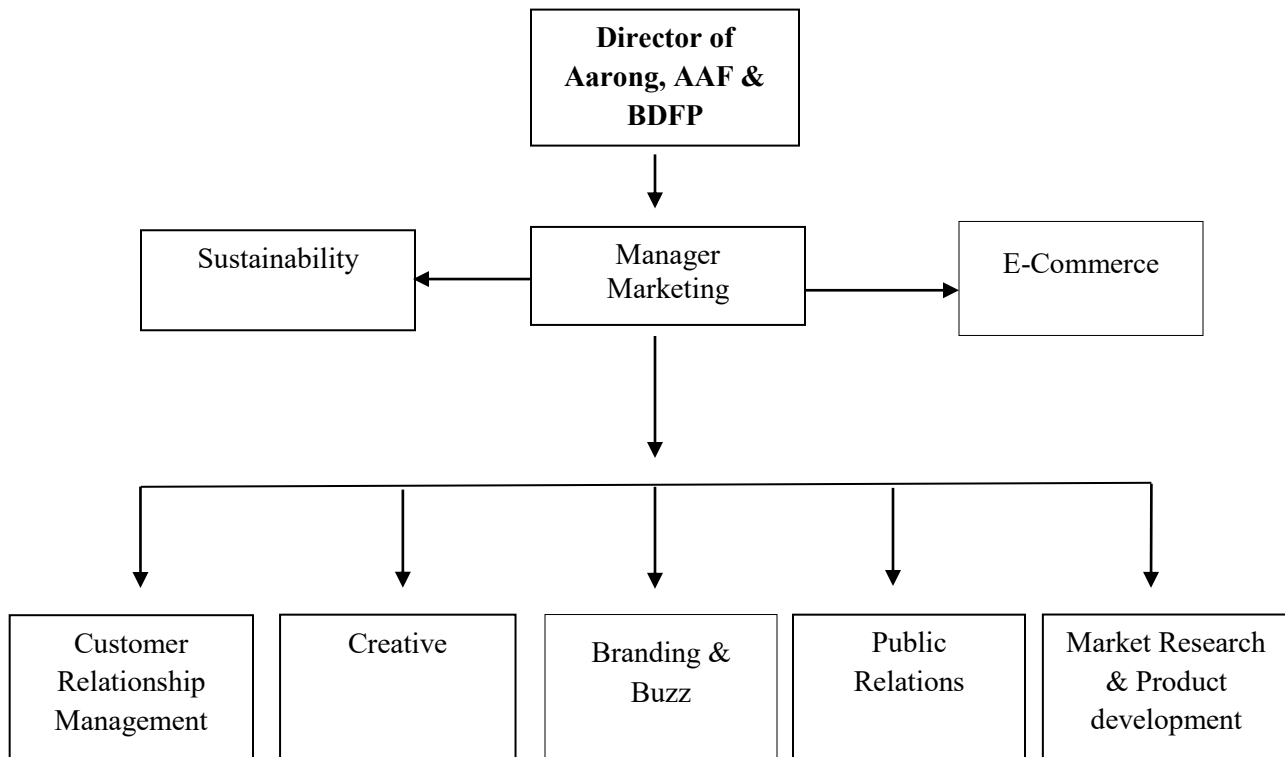 Director of
Aarong, AAF &
BDFP
Sustainability
Manager
Marketing
E-Commerce
Customer
Relationship
Management
Creative
Branding &
Buzz
Public
Relations
Market Research
& Product
development